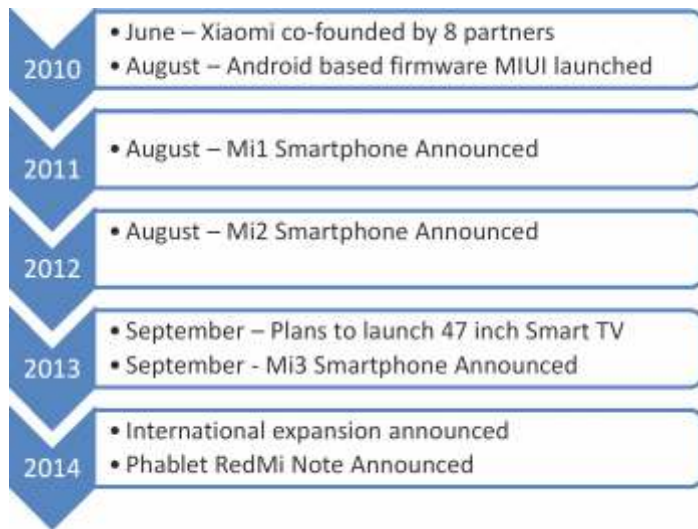 2010
• June – Xiaomi co-founded by 8 partners
• August – Android based firmware MIUI launched
2011
• August – Mi1 Smartphone Announced
2012
• August – Mi2 Smartphone Announced
2013
• September – Plans to launch 47 inch Smart TV
• September - Mi3 Smartphone Announced
2014
• International expansion announced
• Phablet RedMi Note Announced